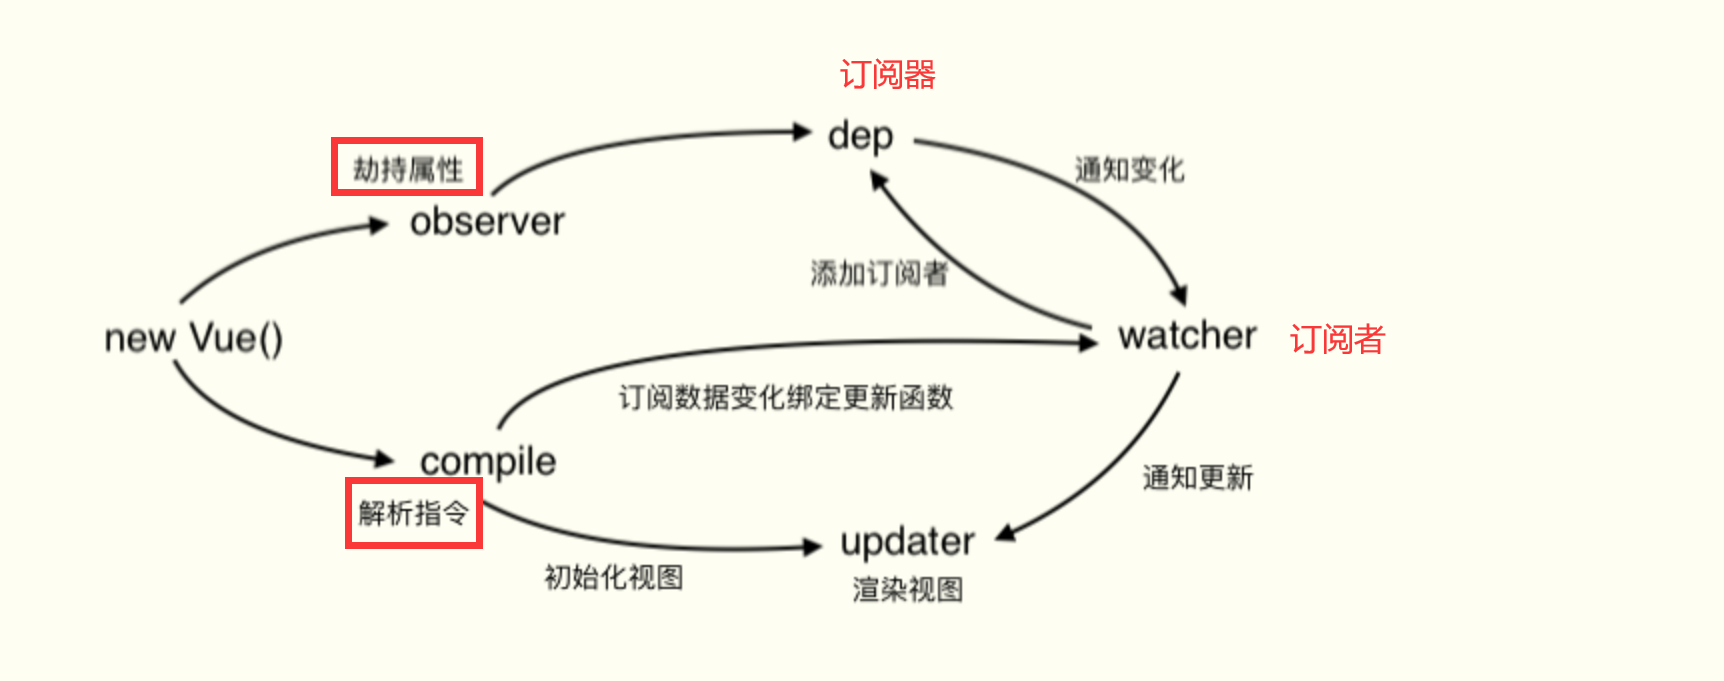 订阅器
dep
劫持属性
通知变化
observer
添加订阅者
new Vue()
watcher
订阅者
订阅数据变化绑定更新函数
compile
通知更新
解析指令
updater
初始化视图
渲染视图